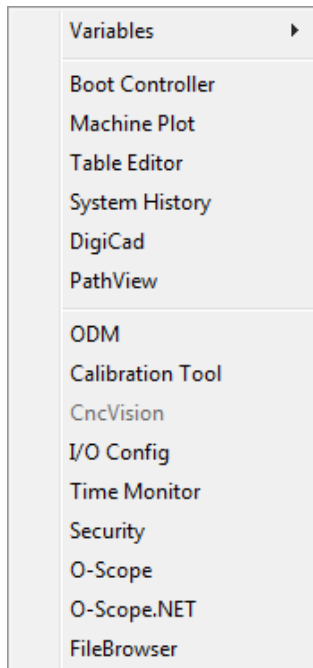 Variables
Boot Controller
Machine Plot
Table Editor
System History
DigiCad
PathView
ODM
Calibration Tool
CncVision
I/O Config
Time Monitor
Security
O-Scope
O-Scope.NET
FileBrowser